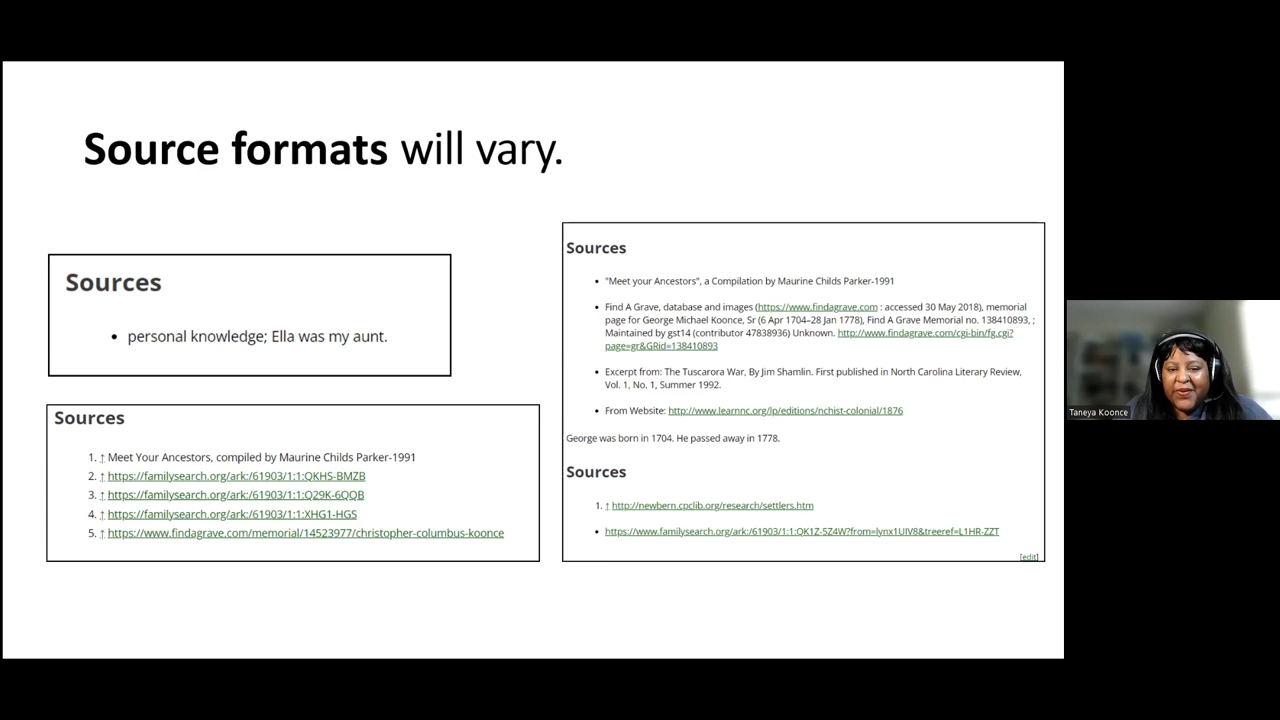 Source formats will vary.
Sources
• personal knowledge; Ella was my aunt.
Sources
1. ↑ Meet Your Ancestors, compiled by Maurine Childs Parker-1991
2. ↑ https://familysearch.org/ark:/61903/1:1:QKHS-BMZB
3. ↑ https://familysearch.org/ark:/61903/1:1:Q29K-6QQB
4. ↑ https://familysearch.org/ark:/61903/1:1:XHG1-HGS
5. ↑ https://www.findagrave.com/memorial/14523977/christopher-columbus-koonce
Sources
• "Meet your Ancestors", a Compilation by Maurine Childs Parker-1991
• Find A Grave, database and images (https://www.findagrave.com : accessed 30 May 2018), memorial
page for George Michael Koonce, Sr (6 Apr 1704–28 Jan 1778), Find A Grave Memorial no. 138410893, ;
Maintained by gst14 (contributor 47838936) Unknown. http://www.findagrave.com/cgi-bin/fg.cgi?
page=gr&GRid=138410893
• Excerpt from: The Tuscarora War, By Jim Shamlin. First published in North Carolina Literary Review,
Vol. 1, No. 1, Summer 1992.
• From Website: http://www.learnnc.org/lp/editions/nchist-colonial/1876
George was born in 1704. He passed away in 1778.
Sources
1. ↑ http://newbern.cpclib.org/research/settlers.htm
• https://www.familysearch.org/ark:/61903/1:1:QK1Z-5Z4W?from=lynx1UIV8&treeref=L1HR-ZZT
[edit]
Taneya Koonce